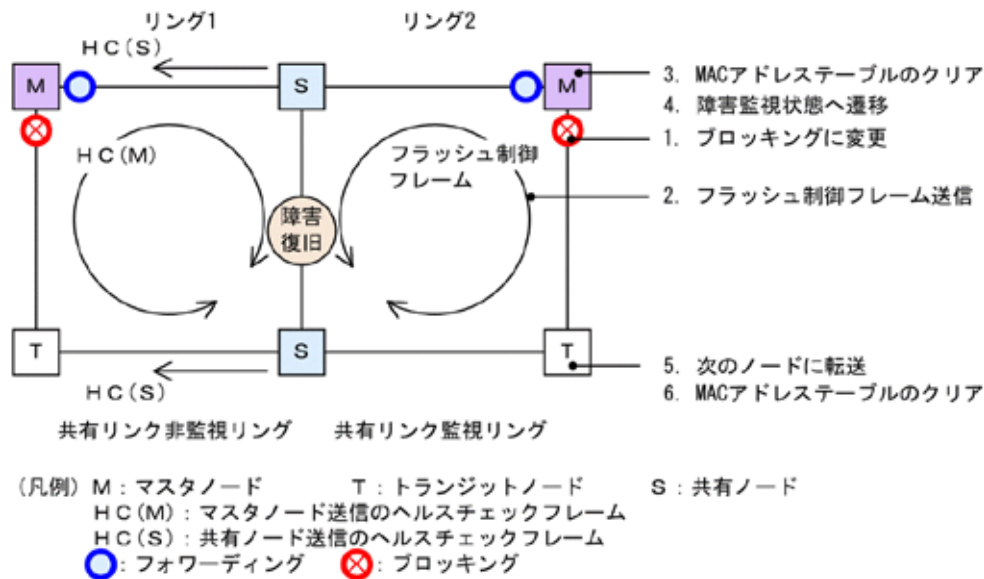 リング1
リング2
HC(S)
M
S
M
3. MACアドレステーブルのクリア
4. 障害監視状態へ遷移
1. ブロッキングに変更
HC(M)
フラッシュ制御
フレーム
2. フラッシュ制御フレーム送信
障害
復旧
T
S
T
5. 次のノードに転送
6. MACアドレステーブルのクリア
HC(S)
共有リンク非監視リング
共有リンク監視リング
(凡例) M:マスタノード T:トランジットノード S:共有ノード
HC(M):マスタノード送信のヘルスチェックフレーム
HC(S):共有ノード送信のヘルスチェックフレーム
:フォワーディング :ブロッキング